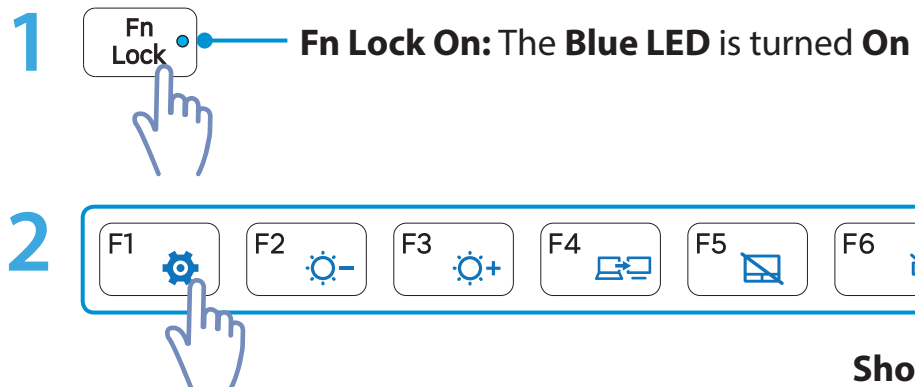 1
Fn
Lock
Fn Lock On: The Blue LED is turned On
2
F1 F2 F3 F4 F5 F6